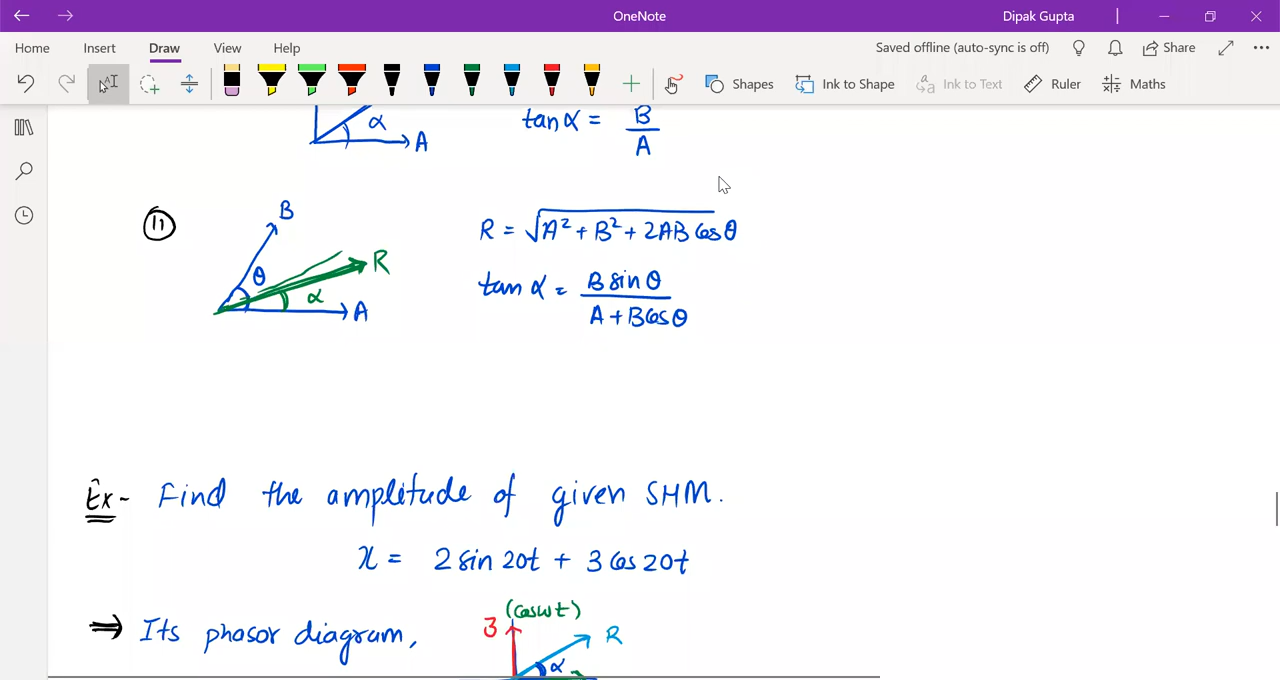 OneNote
Dipak Gupta
Home Insert Draw View Help
Saved offline (auto-sync is off) Share
Shapes Ink to Shape Ink to Text Ruler Maths
α
A
tan α = B/A
(11)
B
θ
R
α
A
R = √A² + B² + 2AB Cosθ
tan α = B sinθ / A + B Cosθ
Ex- Find the amplitude of given SHM.
x = 2 sin 20t + 3 Cos 20t
(Cosωt)
⇒ Its phasor diagram,
3
R
α